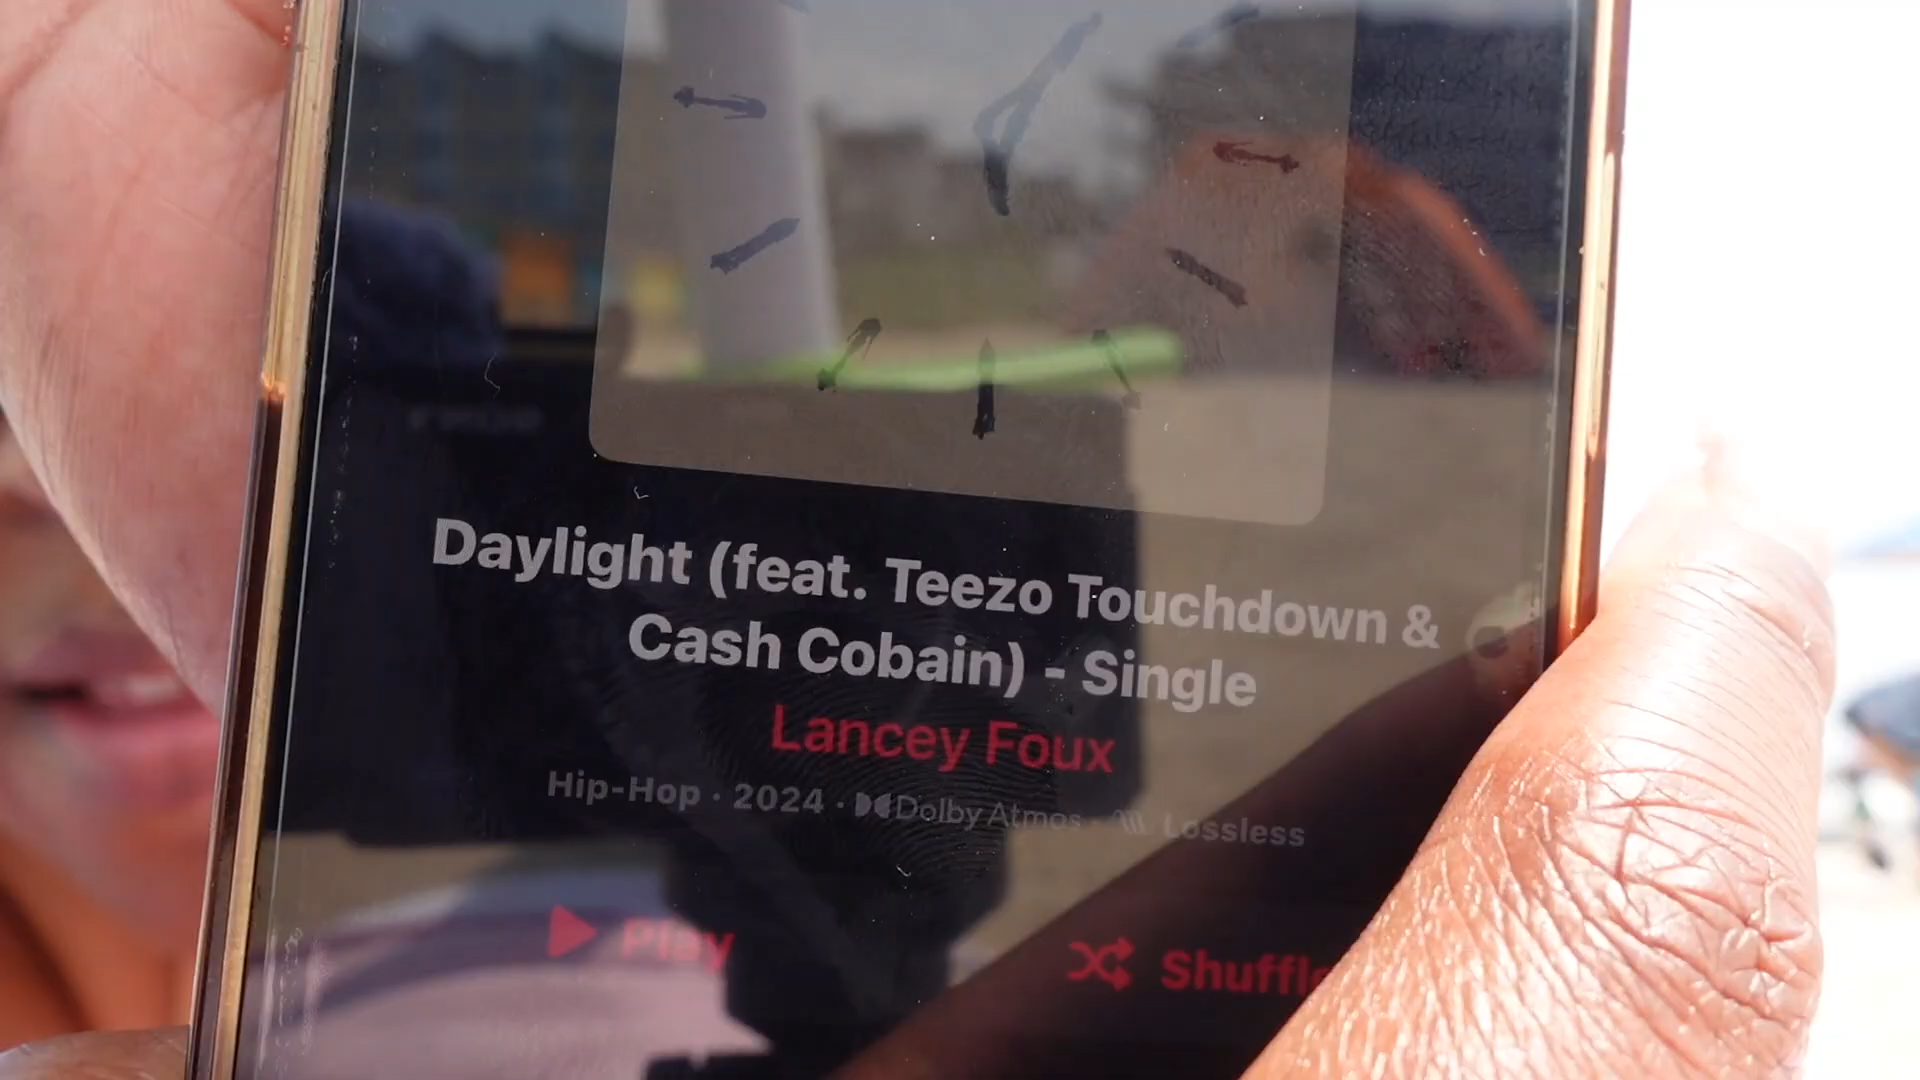 Daylight (feat. Teezo Touchdown &
Cash Cobain) - Single
Lancey Foux
Hip-Hop · 2024 · Dolby Atmos · Lossless
Play
Shuffle